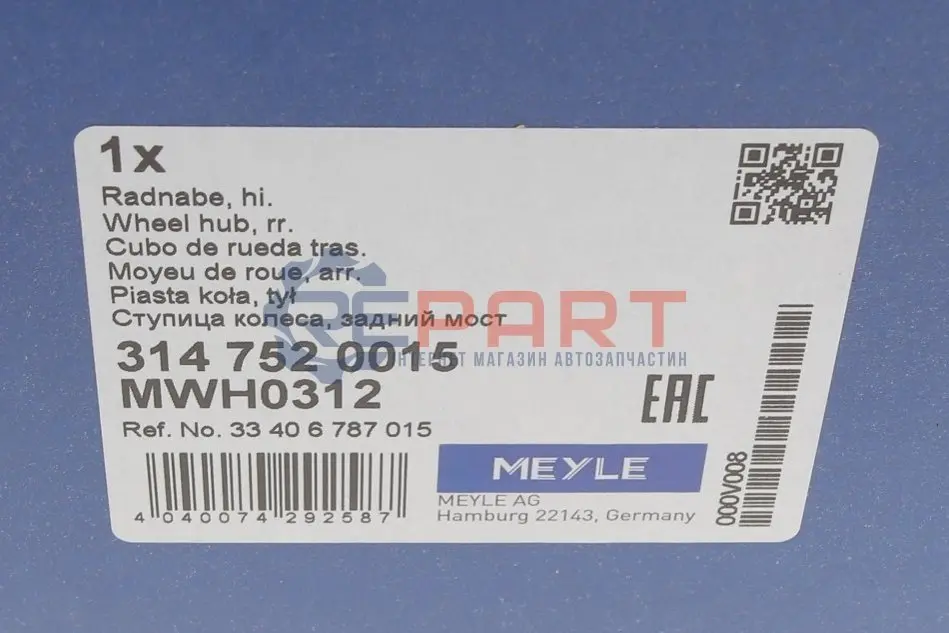 1x
Radnabe, hi.
Wheel hub, rr.
Cubo de rueda tras.
Moyeu de roue, arr.
Piasta koła, tył
Ступица колеса, задний мост
REPART
ІНТЕРНЕТ МАГАЗИН АВТОЗАПЧАСТИН
314 752 0015
MWH0312
EAC
Ref. No. 33 40 6 787 015
MEYLE
MEYLE AG
Hamburg 22143, Germany
4 040074 292587
000V008